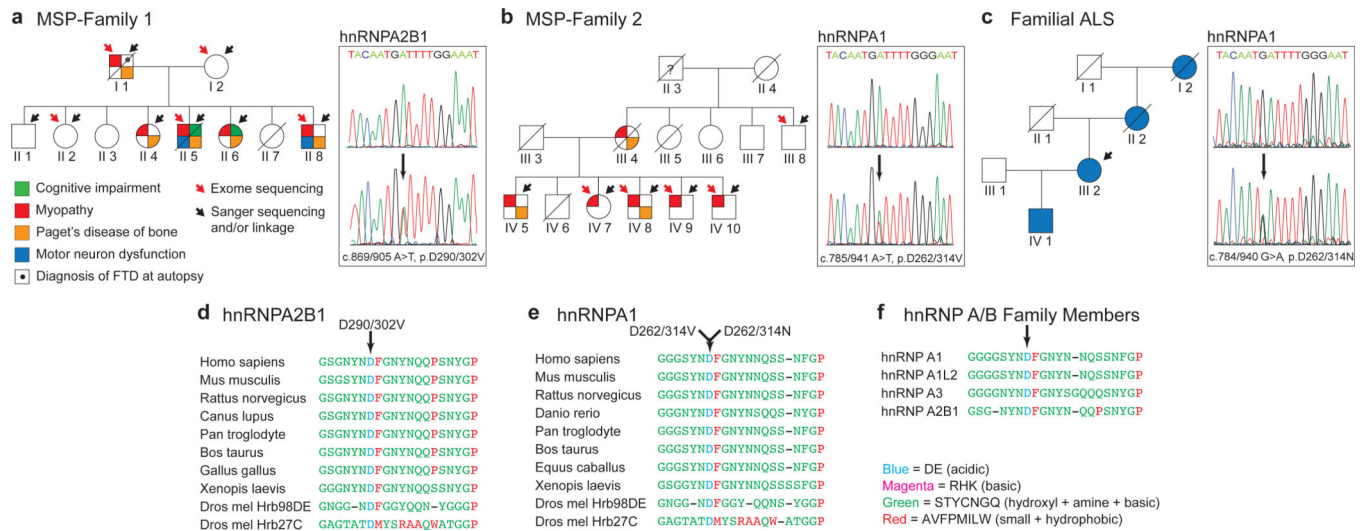 a MSP-Family 1
I 1
I 2
II 1
II 2
II 3
II 4
II 5
II 6
II 7
II 8
Cognitive impairment
Myopathy
Paget's disease of bone
Motor neuron dysfunction
Diagnosis of FTD at autopsy
Exome sequencing
Sanger sequencing
and/or linkage
hnRNPA2B1
TACAATGATTTTGGAAAT
c.869/905 A>T, p.D290/302V
b MSP-Family 2
?
II 3
II 4
III 3
III 4
III 5
III 6
III 7
III 8
IV 5
IV 6
IV 7
IV 8
IV 9
IV 10
hnRNPA1
TACAATGATTTTGGGAAT
c.785/941 A>T, p.D262/314V
c Familial ALS
I 1
I 2
II 1
II 2
III 1
III 2
IV 1
hnRNPA1
TACAATGATTTTGGGAAT
c.784/940 G>A, p.D262/314N
d hnRNPA2B1
D290/302V
Homo sapiens GSGNYNDFGNYNQQPSNYGP
Mus musculis GSGNYNDFGNYNQQPSNYGP
Rattus norvegicus GSGNYNDFGNYNQQPSNYGP
Canus lupus GSGNYNDFGNYNQQPSNYGP
Pan troglodyte GSGNYNDFGNYNQQPSNYGP
Bos taurus GSGNYNDFGNYNQQPSNYGP
Gallus gallus GSGNYNDFGNYNQQPSNYGP
Xenopis laevis GGGNYNDFGNYNQQSSNYGP
Dros mel Hrb98DE GNGG-NDFGGYQQN-YGGGP
Dros mel Hrb27C GAGTATDMYSRAAQWATGGP
e hnRNPA1
D262/314V D262/314N
Homo sapiens GGGSYNDFGNYNNQSS-NFGP
Mus musculis GGGSYNDFGNYNNQSS-NFGP
Rattus norvegicus GGGSYNDFGNYNNQSS-NFGP
Danio rerio GGGSYNDFGNYNSQQS-NYGP
Pan troglodyte GGGSYNDFGNYNNQSS-NFGP
Bos taurus GGGSYNDFGNYNNQSS-NFGP
Equus caballus GGGSYNDFGNYNNQSS-NFGP
Xenopis laevis GSGGYNDFGNYNNQSSSSFGP
Dros mel Hrb98DE GNGG-NDFGGY-QQNS-YGGP
Dros mel Hrb27C GAGTATDMYSRAAQW-ATGGP
f hnRNP A/B Family Members
hnRNP A1 GGGGSYNDFGNYN-NQSSNFGP
hnRNP A1L2 GGGGSYNDFGNYN-NQSSNFGP
hnRNP A3 GGGGNYNDFGNYSGQQQSNYGP
hnRNP A2B1 GSG-NYNDFGNYN-QQPSNYGP
Blue = DE (acidic)
Magenta = RHK (basic)
Green = STYCNGQ (hydroxyl + amine + basic)
Red = AVFPMILW (small + hydrophobic)